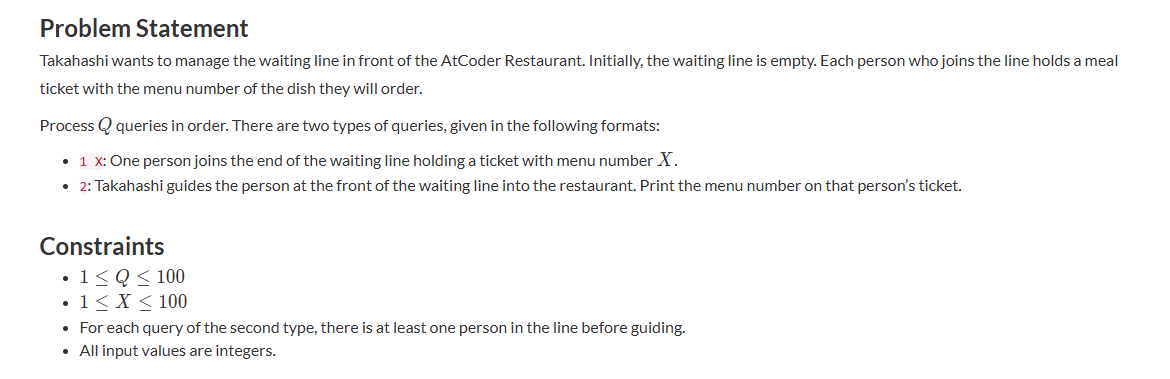 Problem Statement
Takahashi wants to manage the waiting line in front of the AtCoder Restaurant. Initially, the waiting line is empty. Each person who joins the line holds a meal
ticket with the menu number of the dish they will order.
Process Q queries in order. There are two types of queries, given in the following formats:
• 1 X: One person joins the end of the waiting line holding a ticket with menu number X.
• 2: Takahashi guides the person at the front of the waiting line into the restaurant. Print the menu number on that person's ticket.
Constraints
• 1 ≤ Q ≤ 100
• 1 ≤ X ≤ 100
• For each query of the second type, there is at least one person in the line before guiding.
• All input values are integers.